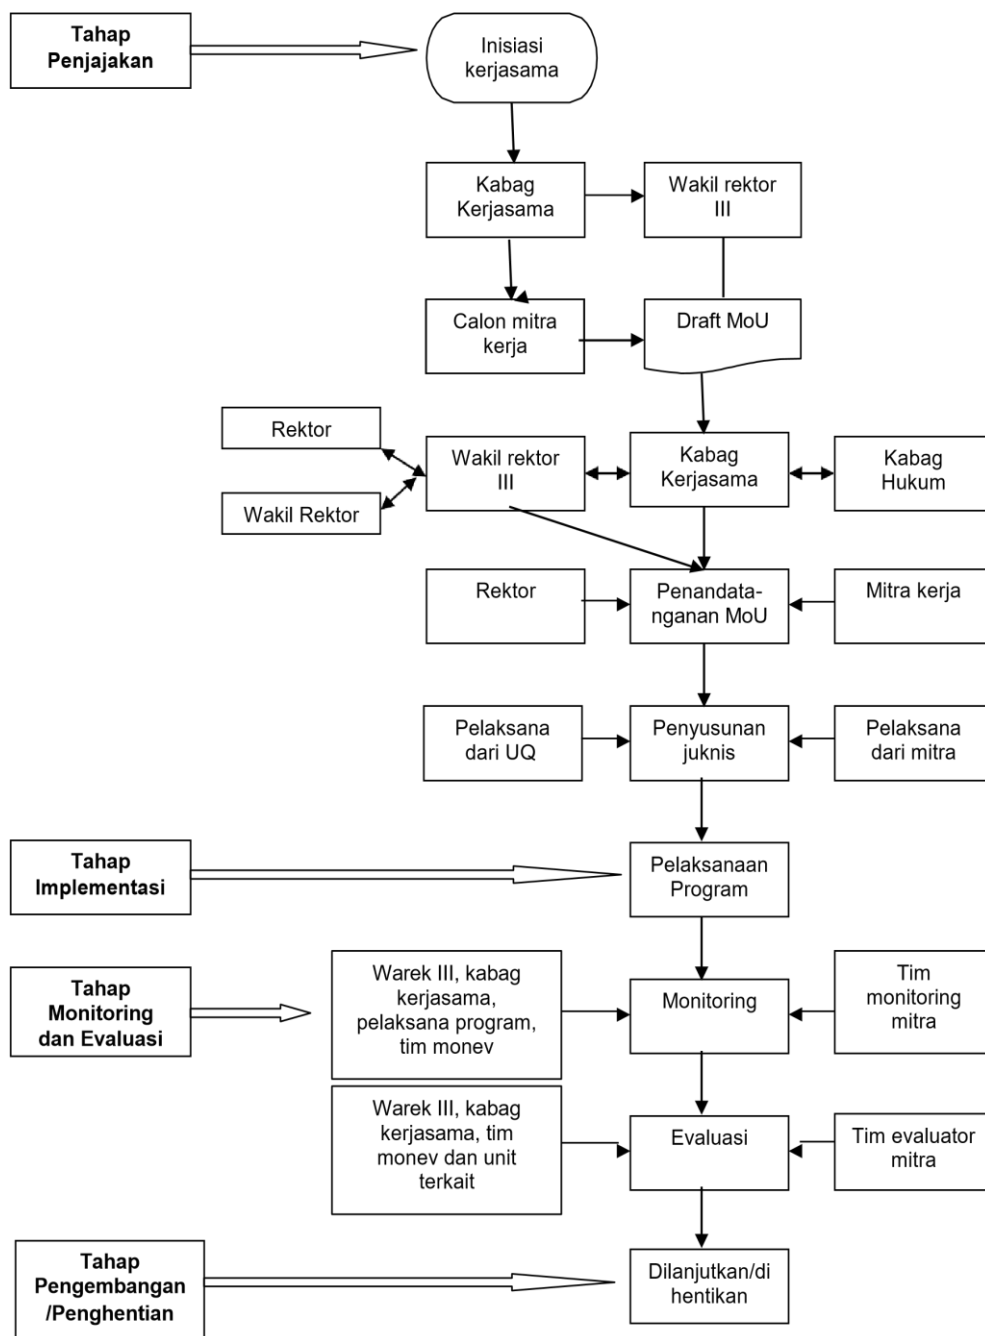 Tahap
Penjajakan
Inisiasi
kerjasama
Kabag
Kerjasama
Wakil rektor
III
Calon mitra
kerja
Draft MoU
Rektor
Wakil Rektor
Wakil rektor
III
Kabag
Kerjasama
Kabag
Hukum
Rektor
Penandata-
nganan MoU
Mitra kerja
Pelaksana
dari UQ
Penyusunan
juknis
Pelaksana
dari mitra
Tahap
Implementasi
Pelaksanaan
Program
Tahap
Monitoring
dan Evaluasi
Warek III, kabag
kerjasama,
pelaksana program,
tim monev
Monitoring
Tim
monitoring
mitra
Warek III, kabag
kerjasama, tim
monev dan unit
terkait
Evaluasi
Tim evaluator
mitra
Tahap
Pengembangan
/Penghentian
Dilanjutkan/di
hentikan